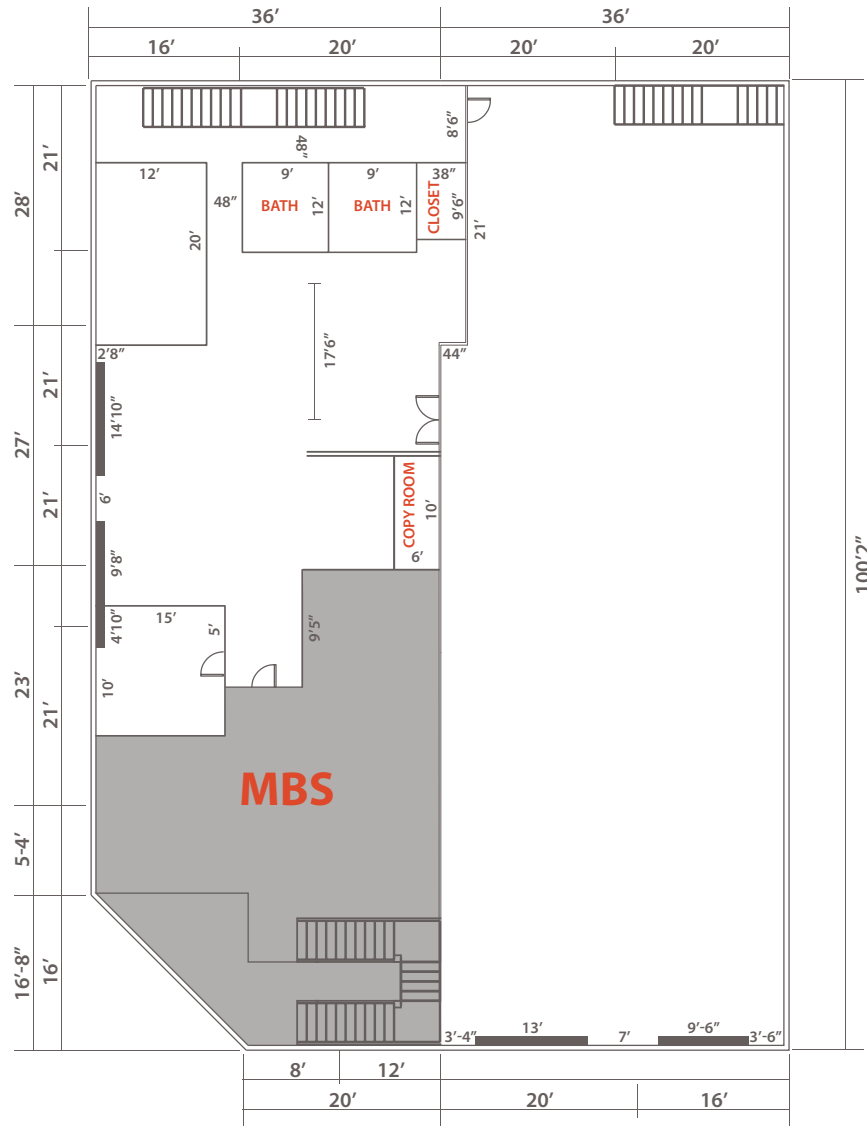 36’ 36’
16’ 20’ 20’ 20’
8’6”
48”
21’
28’
12’ 9’ 9’ 38”
48” BATH 12’ BATH 12’ CLOSET 9’6”
20’ 21’
17’6”
2’8” 44”
14’10”
21’
27’
6’
21’
COPY ROOM 10’
6’
9’8”
4’10” 15’ 5’ 9’5”
10’
23’
21’
100’2”
MBS
5-4’
16’-8”
16’
3’-4” 13’ 7’ 9’-6” 3’-6”
8’ 12’
20’ 20’ 16’